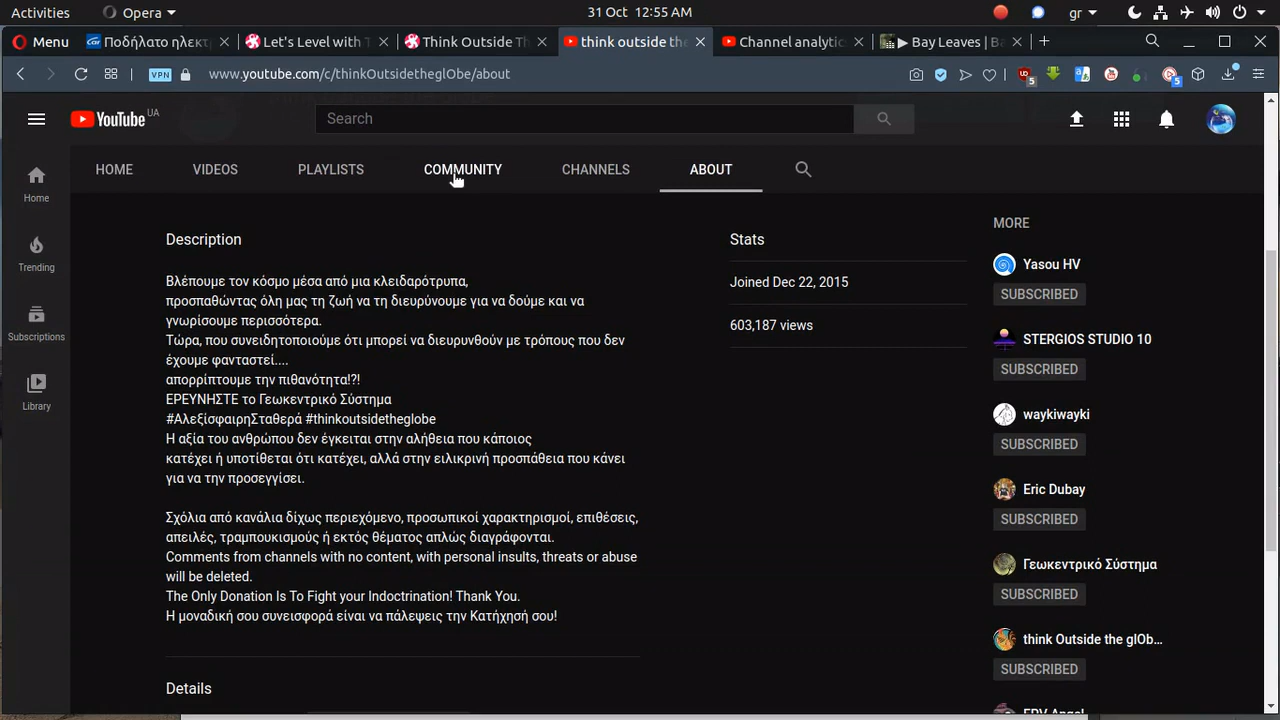 Activities
Opera
31 Oct 12:55 AM
gr
Menu
Ποδήλατο ηλεκτ
Let's Level with T
Think Outside Th
think outside the
Channel analytic
▶ Bay Leaves | Ba
VPN
www.youtube.com/c/thinkOutsidetheglObe/about
5
5
YouTube UA
Search
HOME
VIDEOS
PLAYLISTS
COMMUNITY
CHANNELS
ABOUT
Home
Trending
Subscriptions
Library
Description
Βλέπουμε τον κόσμο μέσα από μια κλειδαρότρυπα,
προσπαθώντας όλη μας τη ζωή να τη διευρύνουμε για να δούμε και να
γνωρίσουμε περισσότερα.
Τώρα, που συνειδητοποιούμε ότι μπορεί να διευρυνθούν με τρόπους που δεν
έχουμε φανταστεί....
απορρίπτουμε την πιθανότητα!?!
ΕΡΕΥΝΗΣΤΕ το Γεωκεντρικό Σύστημα
#ΑλεξίσφαιρηΣταθερά #thinkoutsidetheglobe
Η αξία του ανθρώπου δεν έγκειται στην αλήθεια που κάποιος
κατέχει ή υποτίθεται ότι κατέχει, αλλά στην ειλικρινή προσπάθεια που κάνει
για να την προσεγγίσει.
Σχόλια από κανάλια δίχως περιεχόμενο, προσωπικοί χαρακτηρισμοί, επιθέσεις,
απειλές, τραμπουκισμούς ή εκτός θέματος απλώς διαγράφονται.
Comments from channels with no content, with personal insults, threats or abuse
will be deleted.
The Only Donation Is To Fight your Indoctrination! Thank You.
Η μοναδική σου συνεισφορά είναι να πάλεψεις την Κατήχησή σου!
Details
Stats
Joined Dec 22, 2015
603,187 views
MORE
Yasou HV
SUBSCRIBED
STERGIOS STUDIO 10
SUBSCRIBED
waykiwayki
SUBSCRIBED
Eric Dubay
SUBSCRIBED
Γεωκεντρικό Σύστημα
SUBSCRIBED
think Outside the glOb...
SUBSCRIBED